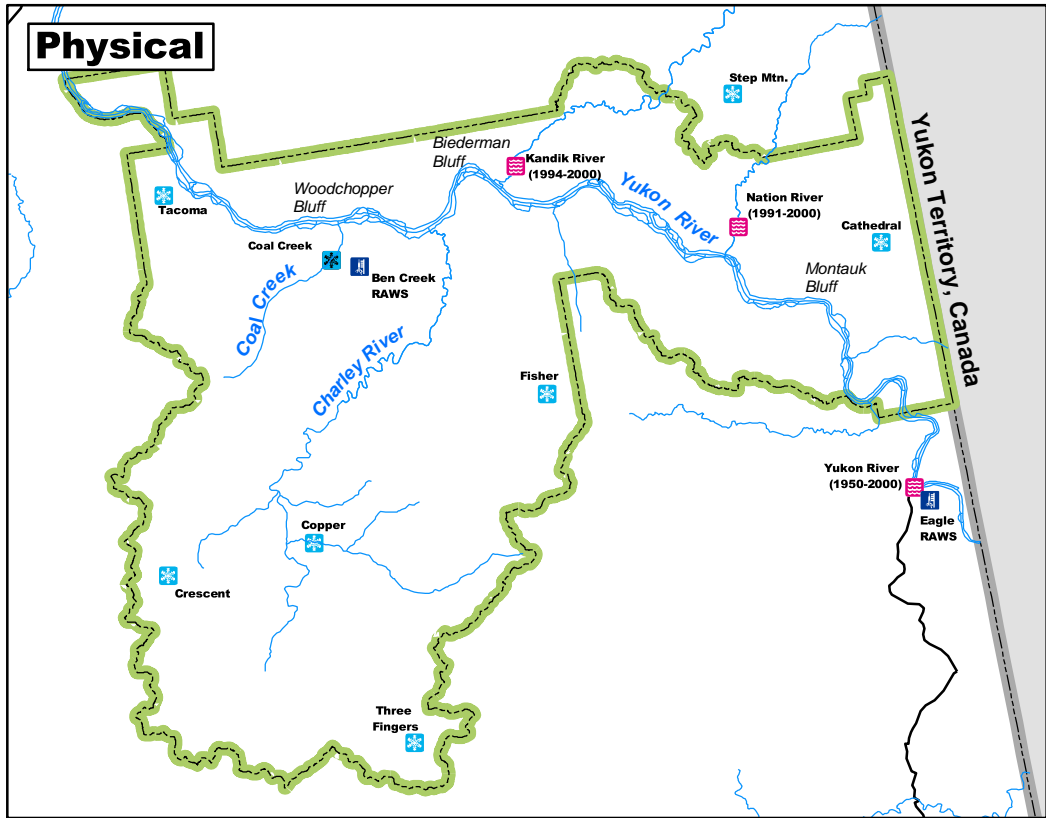 Physical
Step Mtn.
Biederman
Bluff
Kandik River
(1994-2000)
Yukon Territory, Canada
Woodchopper
Bluff
Yukon River
Nation River
(1991-2000)
Tacoma
Cathedral
Coal Creek
Ben Creek
RAWS
Montauk
Bluff
Coal Creek
Charley River
Fisher
Yukon River
(1950-2000)
Eagle
RAWS
Copper
Crescent
Three
Fingers